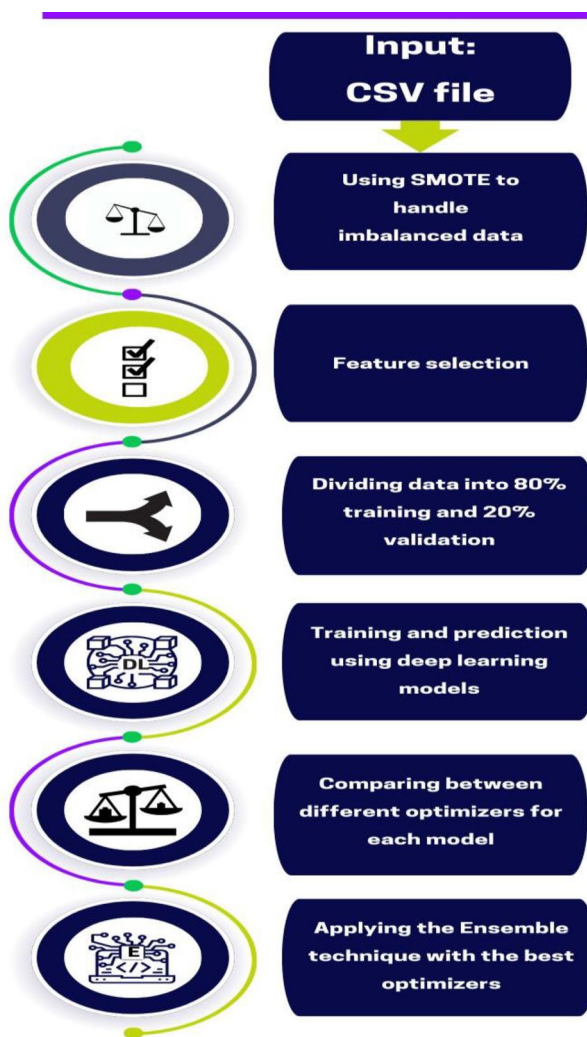 Input:
CSV file
Using SMOTE to
handle
imbalanced data
Feature selection
Dividing data into 80%
training and 20%
validation
DL
Training and prediction
using deep learning
models
Comparing between
different optimizers for
each model
E
</>
Applying the Ensemble
technique with the best
optimizers